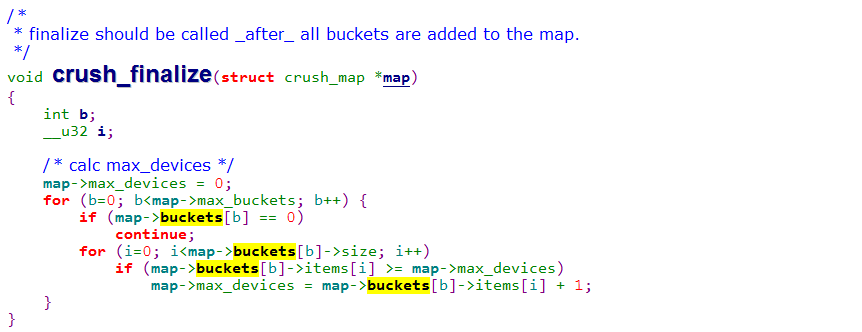 /*
 * finalize should be called _after_ all buckets are added to the map.
 */
void crush_finalize(struct crush_map *map)
{
    int b;
    __u32 i;

    /* calc max_devices */
    map->max_devices = 0;
    for (b=0; b<map->max_buckets; b++) {
        if (map->buckets[b] == 0)
            continue;
        for (i=0; i<map->buckets[b]->size; i++)
            if (map->buckets[b]->items[i] >= map->max_devices)
                map->max_devices = map->buckets[b]->items[i] + 1;
    }
}